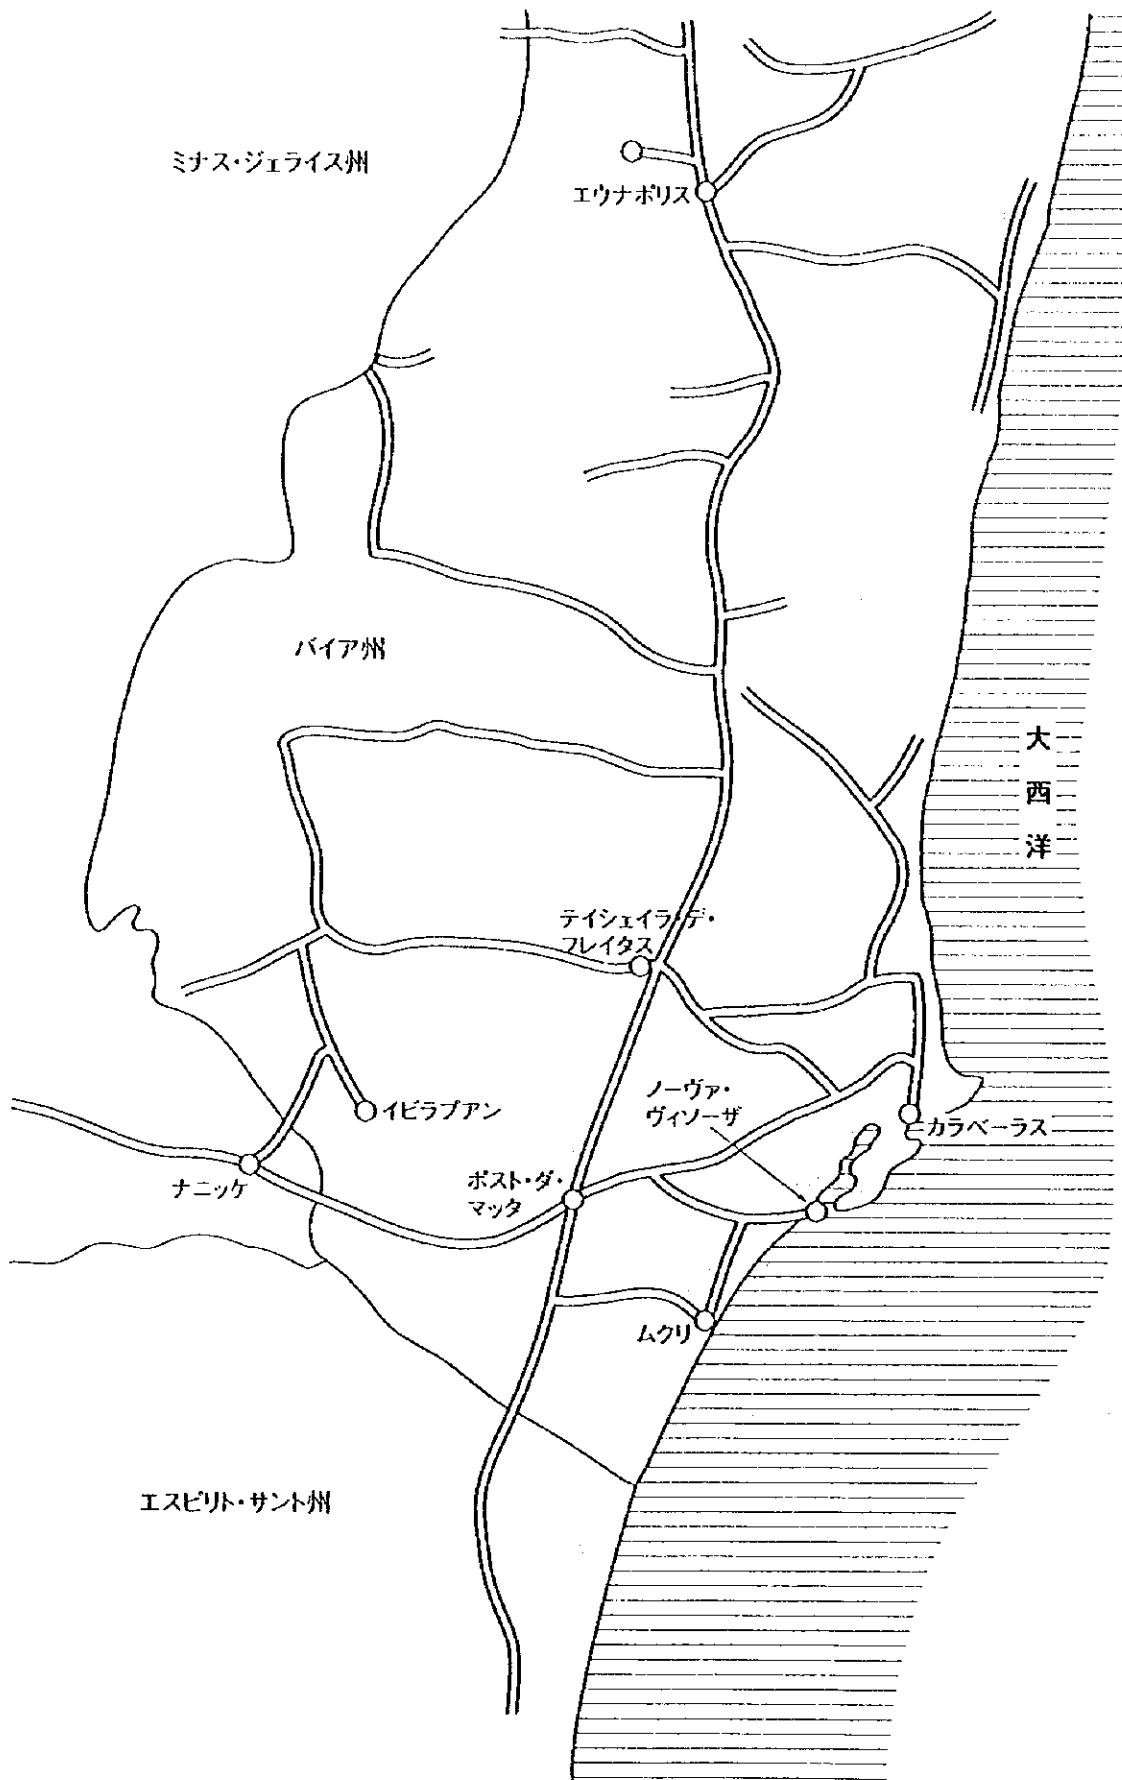 ミナス・ジェライス州
エウナポリス
バイア州
大
西
洋
テイシェイラ・デ・
フレイタス
ノーヴァ・
ヴィソーザ
イビラプアン
カラベーラス
ナニッケ
ポスト・ダ・
マッタ
ムクリ
エスピリト・サント州